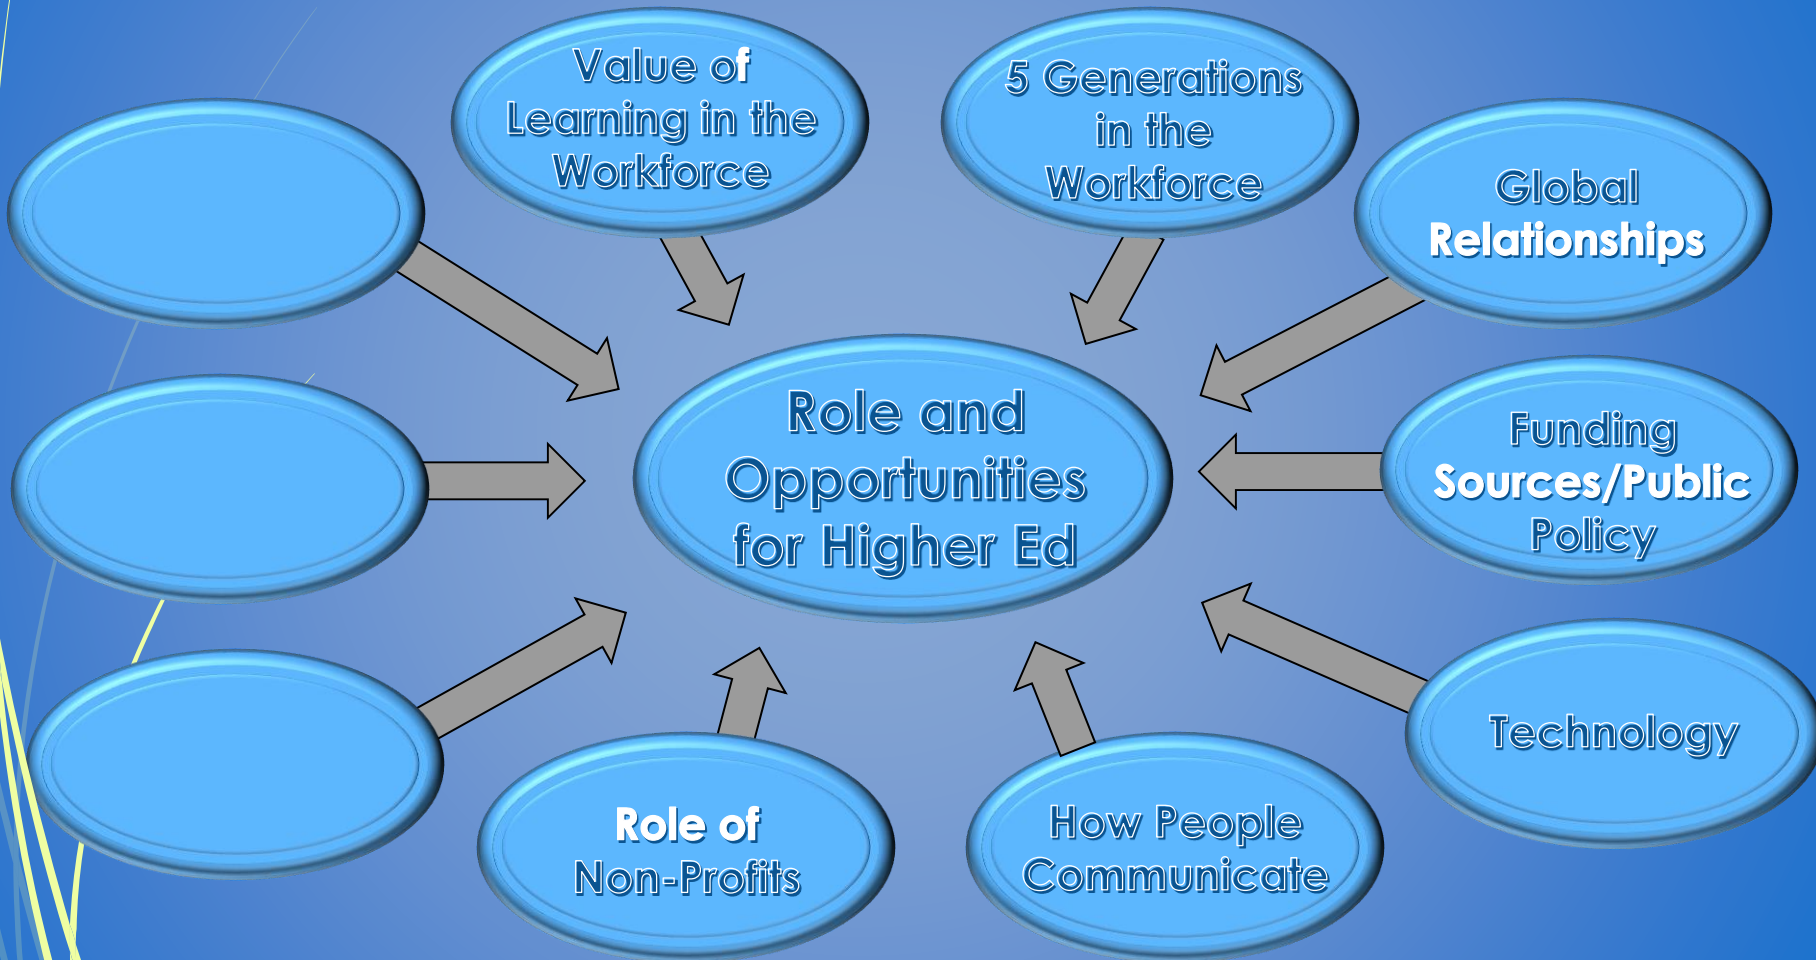 Value of
Learning in the
Workforce
5 Generations
in the
Workforce
Global
Relationships
Role and
Opportunities
for Higher Ed
Funding
Sources/Public
Policy
Technology
Role of
Non-Profits
How People
Communicate